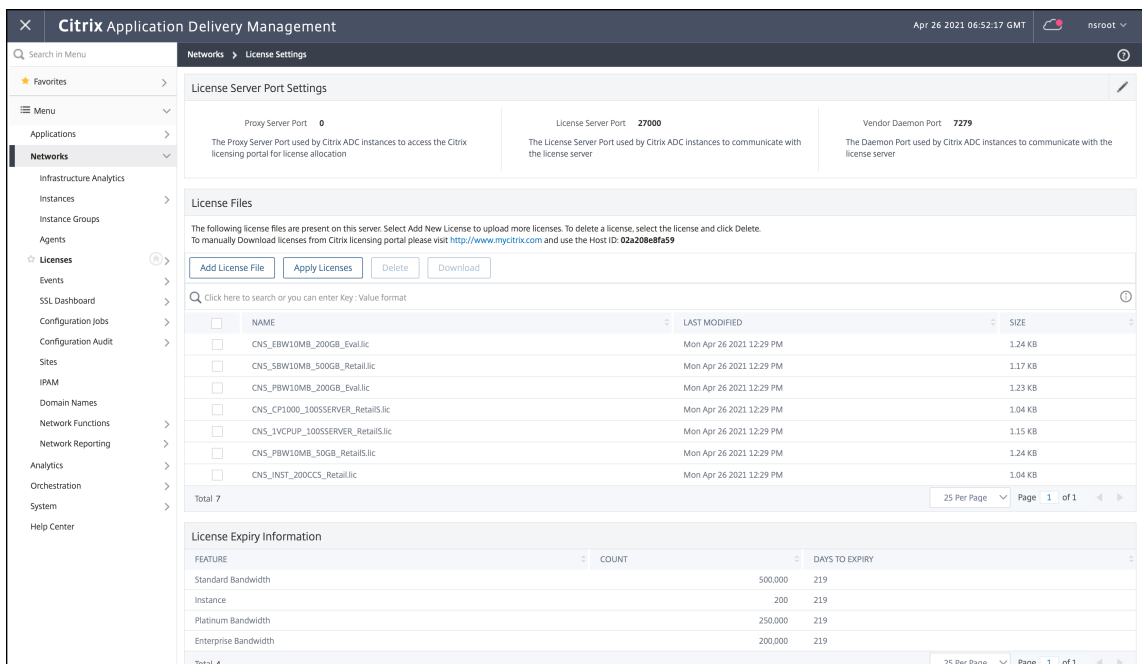 Citrix Application Delivery Management
Apr 26 2021 06:52:17 GMT
nsroot
Search in Menu
Networks > License Settings
Favorites
Menu
Applications
Networks
Infrastructure Analytics
Instances
Instance Groups
Agents
Licenses
Events
SSL Dashboard
Configuration Jobs
Configuration Audit
Sites
IPAM
Domain Names
Network Functions
Network Reporting
Analytics
Orchestration
System
Help Center
License Server Port Settings
Proxy Server Port 0
The Proxy Server Port used by Citrix ADC instances to access the Citrix
licensing portal for license allocation
License Server Port 27000
The License Server Port used by Citrix ADC instances to communicate with
the license server
Vendor Daemon Port 7279
The Daemon Port used by Citrix ADC instances to communicate with the
license server
License Files
The following license files are present on this server. Select Add New License to upload more licenses. To delete a license, select the license and click Delete.
To manually Download licenses from Citrix licensing portal please visit http://www.mycitrix.com and use the Host ID: 02a208e8fa59
Add License File Apply Licenses Delete Download
Click here to search or you can enter Key : Value format
NAME LAST MODIFIED SIZE
CNS_EBW10MB_200GB_Eval.lic Mon Apr 26 2021 12:29 PM 1.24 KB
CNS_SBW10MB_500GB_Retail.lic Mon Apr 26 2021 12:29 PM 1.17 KB
CNS_PBW10MB_200GB_Eval.lic Mon Apr 26 2021 12:29 PM 1.23 KB
CNS_CP1000_100SSERVER_RetailS.lic Mon Apr 26 2021 12:29 PM 1.04 KB
CNS_1VCPUP_100SSERVER_RetailS.lic Mon Apr 26 2021 12:29 PM 1.15 KB
CNS_PBW10MB_50GB_Retail.lic Mon Apr 26 2021 12:29 PM 1.24 KB
CNS_INST_200CCS_Retail.lic Mon Apr 26 2021 12:29 PM 1.04 KB
Total 7 25 Per Page Page 1 of 1
License Expiry Information
FEATURE COUNT DAYS TO EXPIRY
Standard Bandwidth 500,000 219
Instance 200 219
Platinum Bandwidth 250,000 219
Enterprise Bandwidth 200,000 219
Total 4 25 Per Page Page 1 of 1